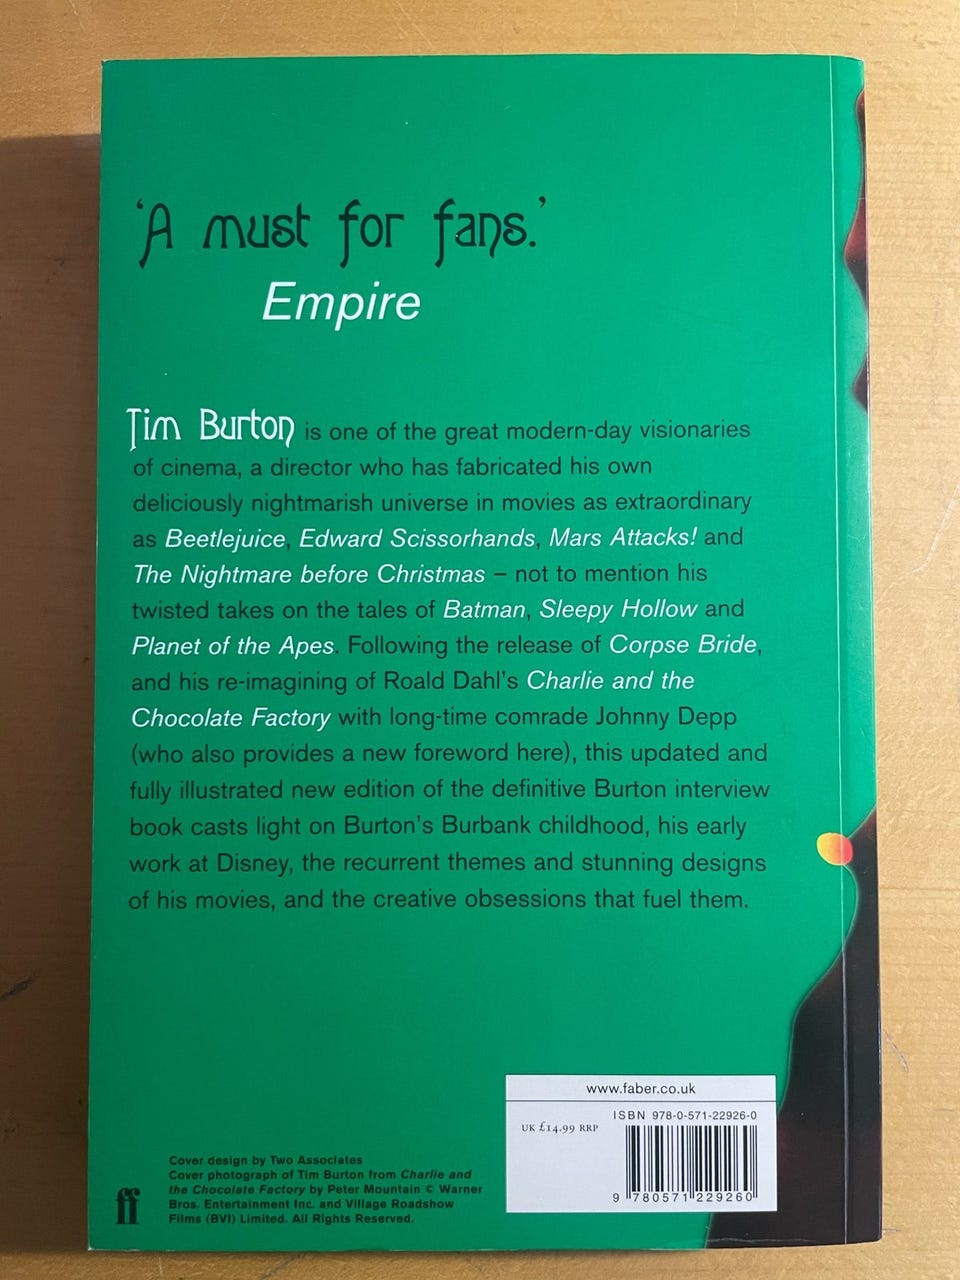 ‘A must for fans.’
Empire
Tim Burton is one of the great modern-day visionaries
of cinema, a director who has fabricated his own
deliciously nightmarish universe in movies as extraordinary
as Beetlejuice, Edward Scissorhands, Mars Attacks! and
The Nightmare before Christmas – not to mention his
twisted takes on the tales of Batman, Sleepy Hollow and
Planet of the Apes. Following the release of Corpse Bride,
and his re-imagining of Roald Dahl’s Charlie and the
Chocolate Factory with long-time comrade Johnny Depp
(who also provides a new foreword here), this updated and
fully illustrated new edition of the definitive Burton interview
book casts light on Burton’s Burbank childhood, his early
work at Disney, the recurrent themes and stunning designs
of his movies, and the creative obsessions that fuel them.
www.faber.co.uk
ISBN 978-0-571-22926-0
UK £14.99 RRP
9 780571 229260
Cover design by Two Associates
Cover photograph of Tim Burton from Charlie and
the Chocolate Factory by Peter Mountain © Warner
Bros. Entertainment Inc. and Village Roadshow
Films (BVI) Limited. All Rights Reserved.
ff